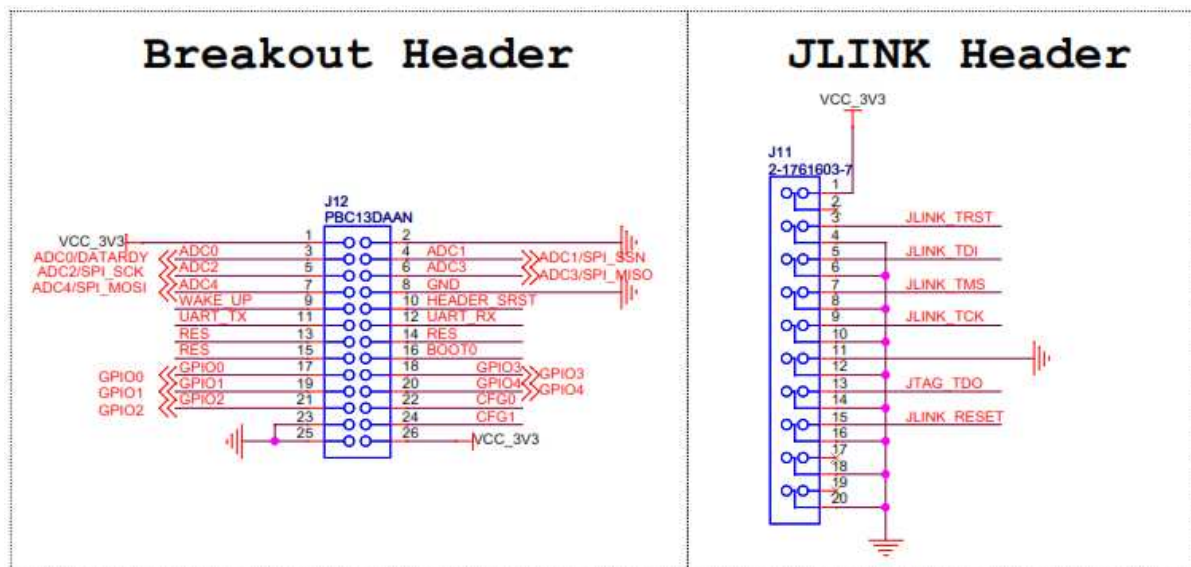 Breakout Header
J12
PBC13DAAN
VCC_3V3 1 2
ADC0/DATARDY ADC0 3 4 ADC1 ADC1/SPI_SSN
ADC2/SPI_SCK ADC2 5 6 ADC3 ADC3/SPI_MISO
ADC4/SPI_MOSI ADC4 7 8 GND
WAKE_UP 9 10 HEADER_SRST
UART_TX 11 12 UART_RX
RES 13 14 RES
RES 15 16 BOOT0
GPIO0 GPIO0 17 18 GPIO3 GPIO3
GPIO1 GPIO1 19 20 GPIO4 GPIO4
GPIO2 GPIO2 21 22 CFG0
23 24 CFG1
25 26 VCC_3V3
JLINK Header
VCC_3V3
J11
2-1761603-7
1
2
3 JLINK_TRST
4
5 JLINK_TDI
6
7 JLINK_TMS
8
9 JLINK_TCK
10
11
12
13 JTAG_TDO
14
15 JLINK_RESET
16
17
18
19
20